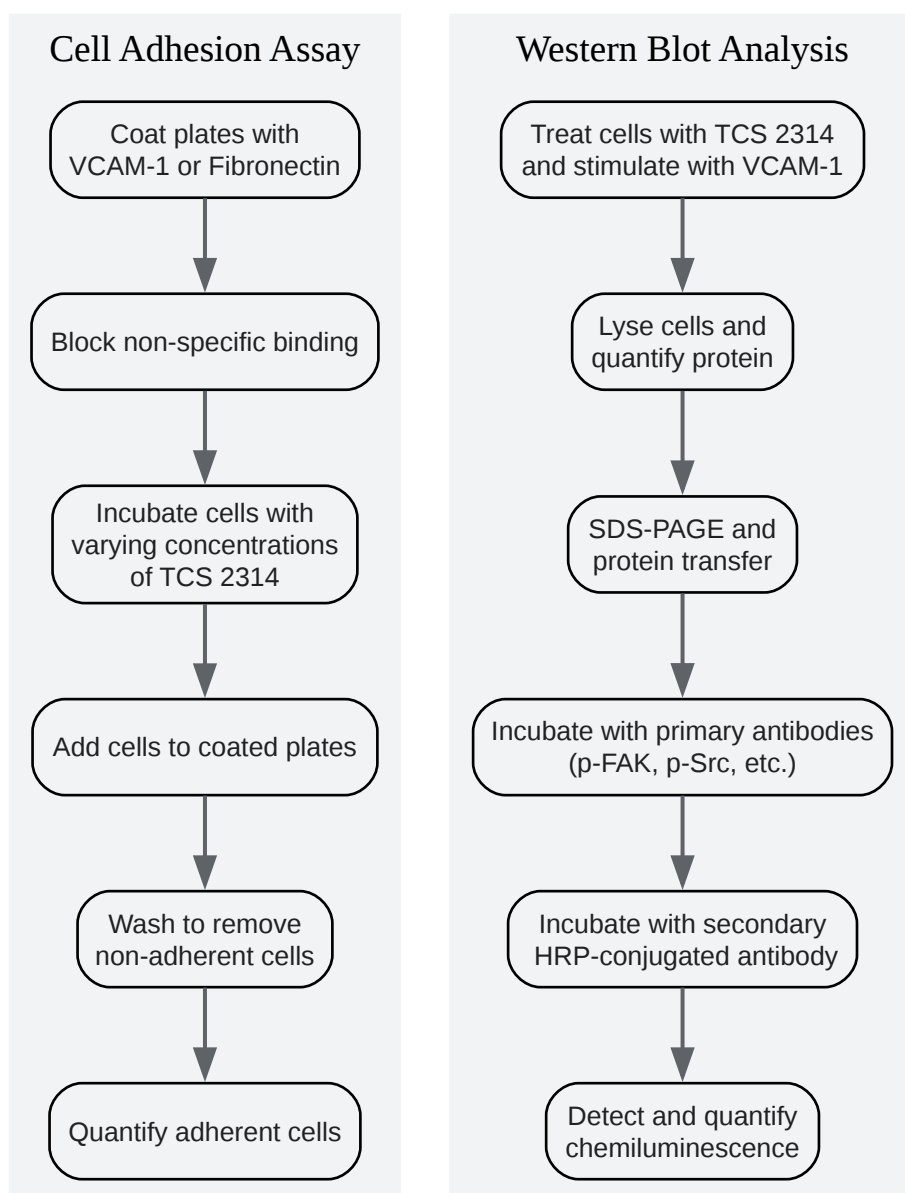 Cell Adhesion Assay
Coat plates with
VCAM-1 or Fibronectin
Block non-specific binding
Incubate cells with
varying concentrations
of TCS 2314
Add cells to coated plates
Wash to remove
non-adherent cells
Quantify adherent cells
Western Blot Analysis
Treat cells with TCS 2314
and stimulate with VCAM-1
Lyse cells and
quantify protein
SDS-PAGE and
protein transfer
Incubate with primary antibodies
(p-FAK, p-Src, etc.)
Incubate with secondary
HRP-conjugated antibody
Detect and quantify
chemiluminescence